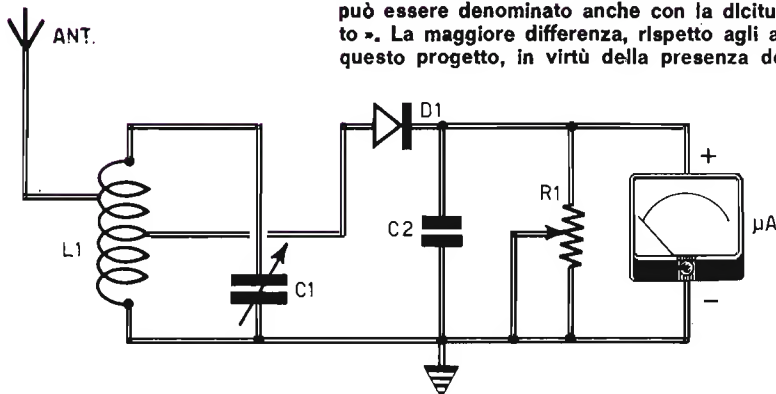 può essere denominato anche con la dicitu
to ». La maggiore differenza, rispetto agli a
questo progetto, in virtù della presenza de
ANT.
D1
L1
C1
C2
R1
+
μA
-